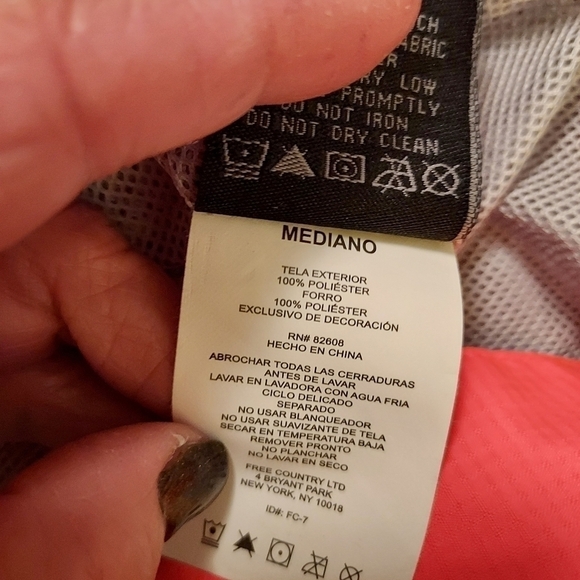 CH
FABRIC
RY LOW
PROMPTLY
DO NOT IRON
DO NOT DRY CLEAN
MEDIANO
TELA EXTERIOR
100% POLIÉSTER
FORRO
100% POLIÉSTER
EXCLUSIVO DE DECORACIÓN
RN# 82608
HECHO EN CHINA
ABROCHAR TODAS LAS CERRADURAS
ANTES DE LAVAR
LAVAR EN LAVADORA CON AGUA FRIA
CICLO DELICADO
SEPARADO
NO USAR BLANQUEADOR
NO USAR SUAVIZANTE DE TELA
SECAR EN TEMPERATURA BAJA
REMOVER PRONTO
NO PLANCHAR
NO LAVAR EN SECO
FREE COUNTRY LTD
4 BRYANT PARK
NEW YORK, NY 10018
ID#: FC-7